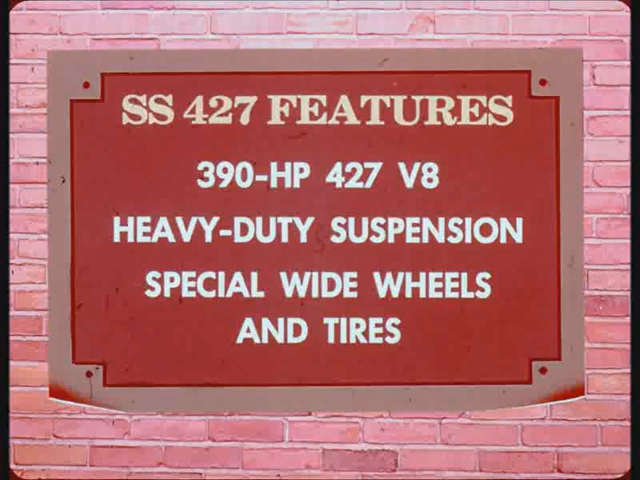 SS 427 FEATURES
390-HP 427 V8
HEAVY-DUTY SUSPENSION
SPECIAL WIDE WHEELS
AND TIRES